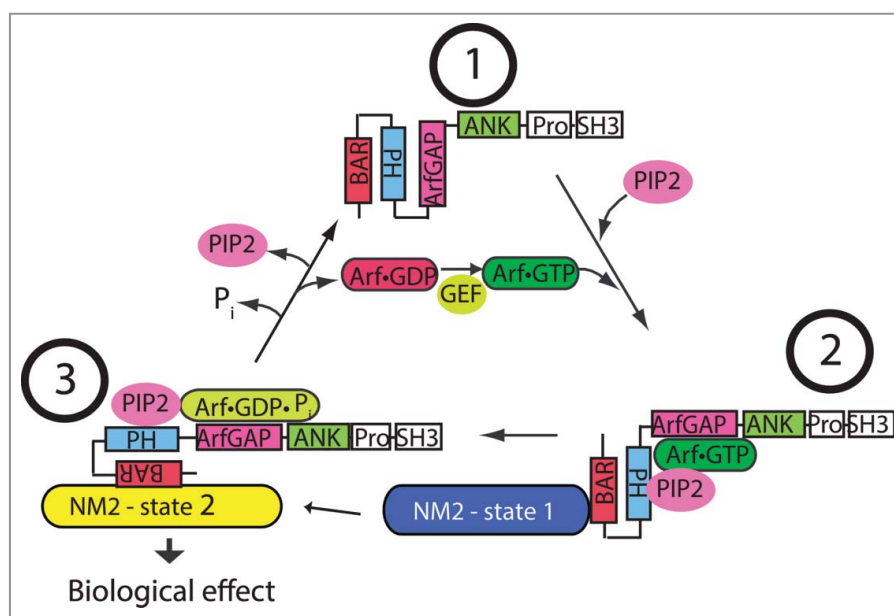 1
ANK Pro SH3
BAR
PH
ArfGAP
PIP2
PIP2
Arf•GDP
Arf•GTP
GEF
Pi
2
3
PIP2
Arf•GDP•Pi
PH
ArfGAP ANK Pro SH3
BAR
NM2 - state 2
Biological effect
ArfGAP ANK Pro SH3
Arf•GTP
BAR
PH
PIP2
NM2 - state 1